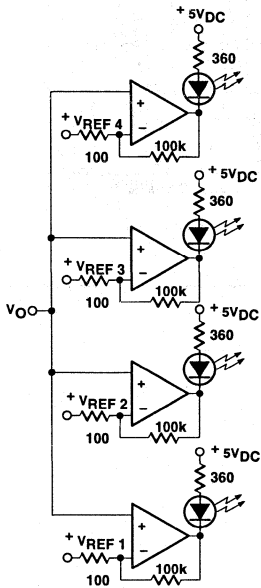 + 5VDC
360
+
+ VREF 4
−
100k
100
+ 5VDC
360
+
+ VREF 3
−
100k
100
VO
+ 5VDC
360
+
+ VREF 2
−
100k
100
+ 5VDC
360
+
+ VREF 1
−
100k
100